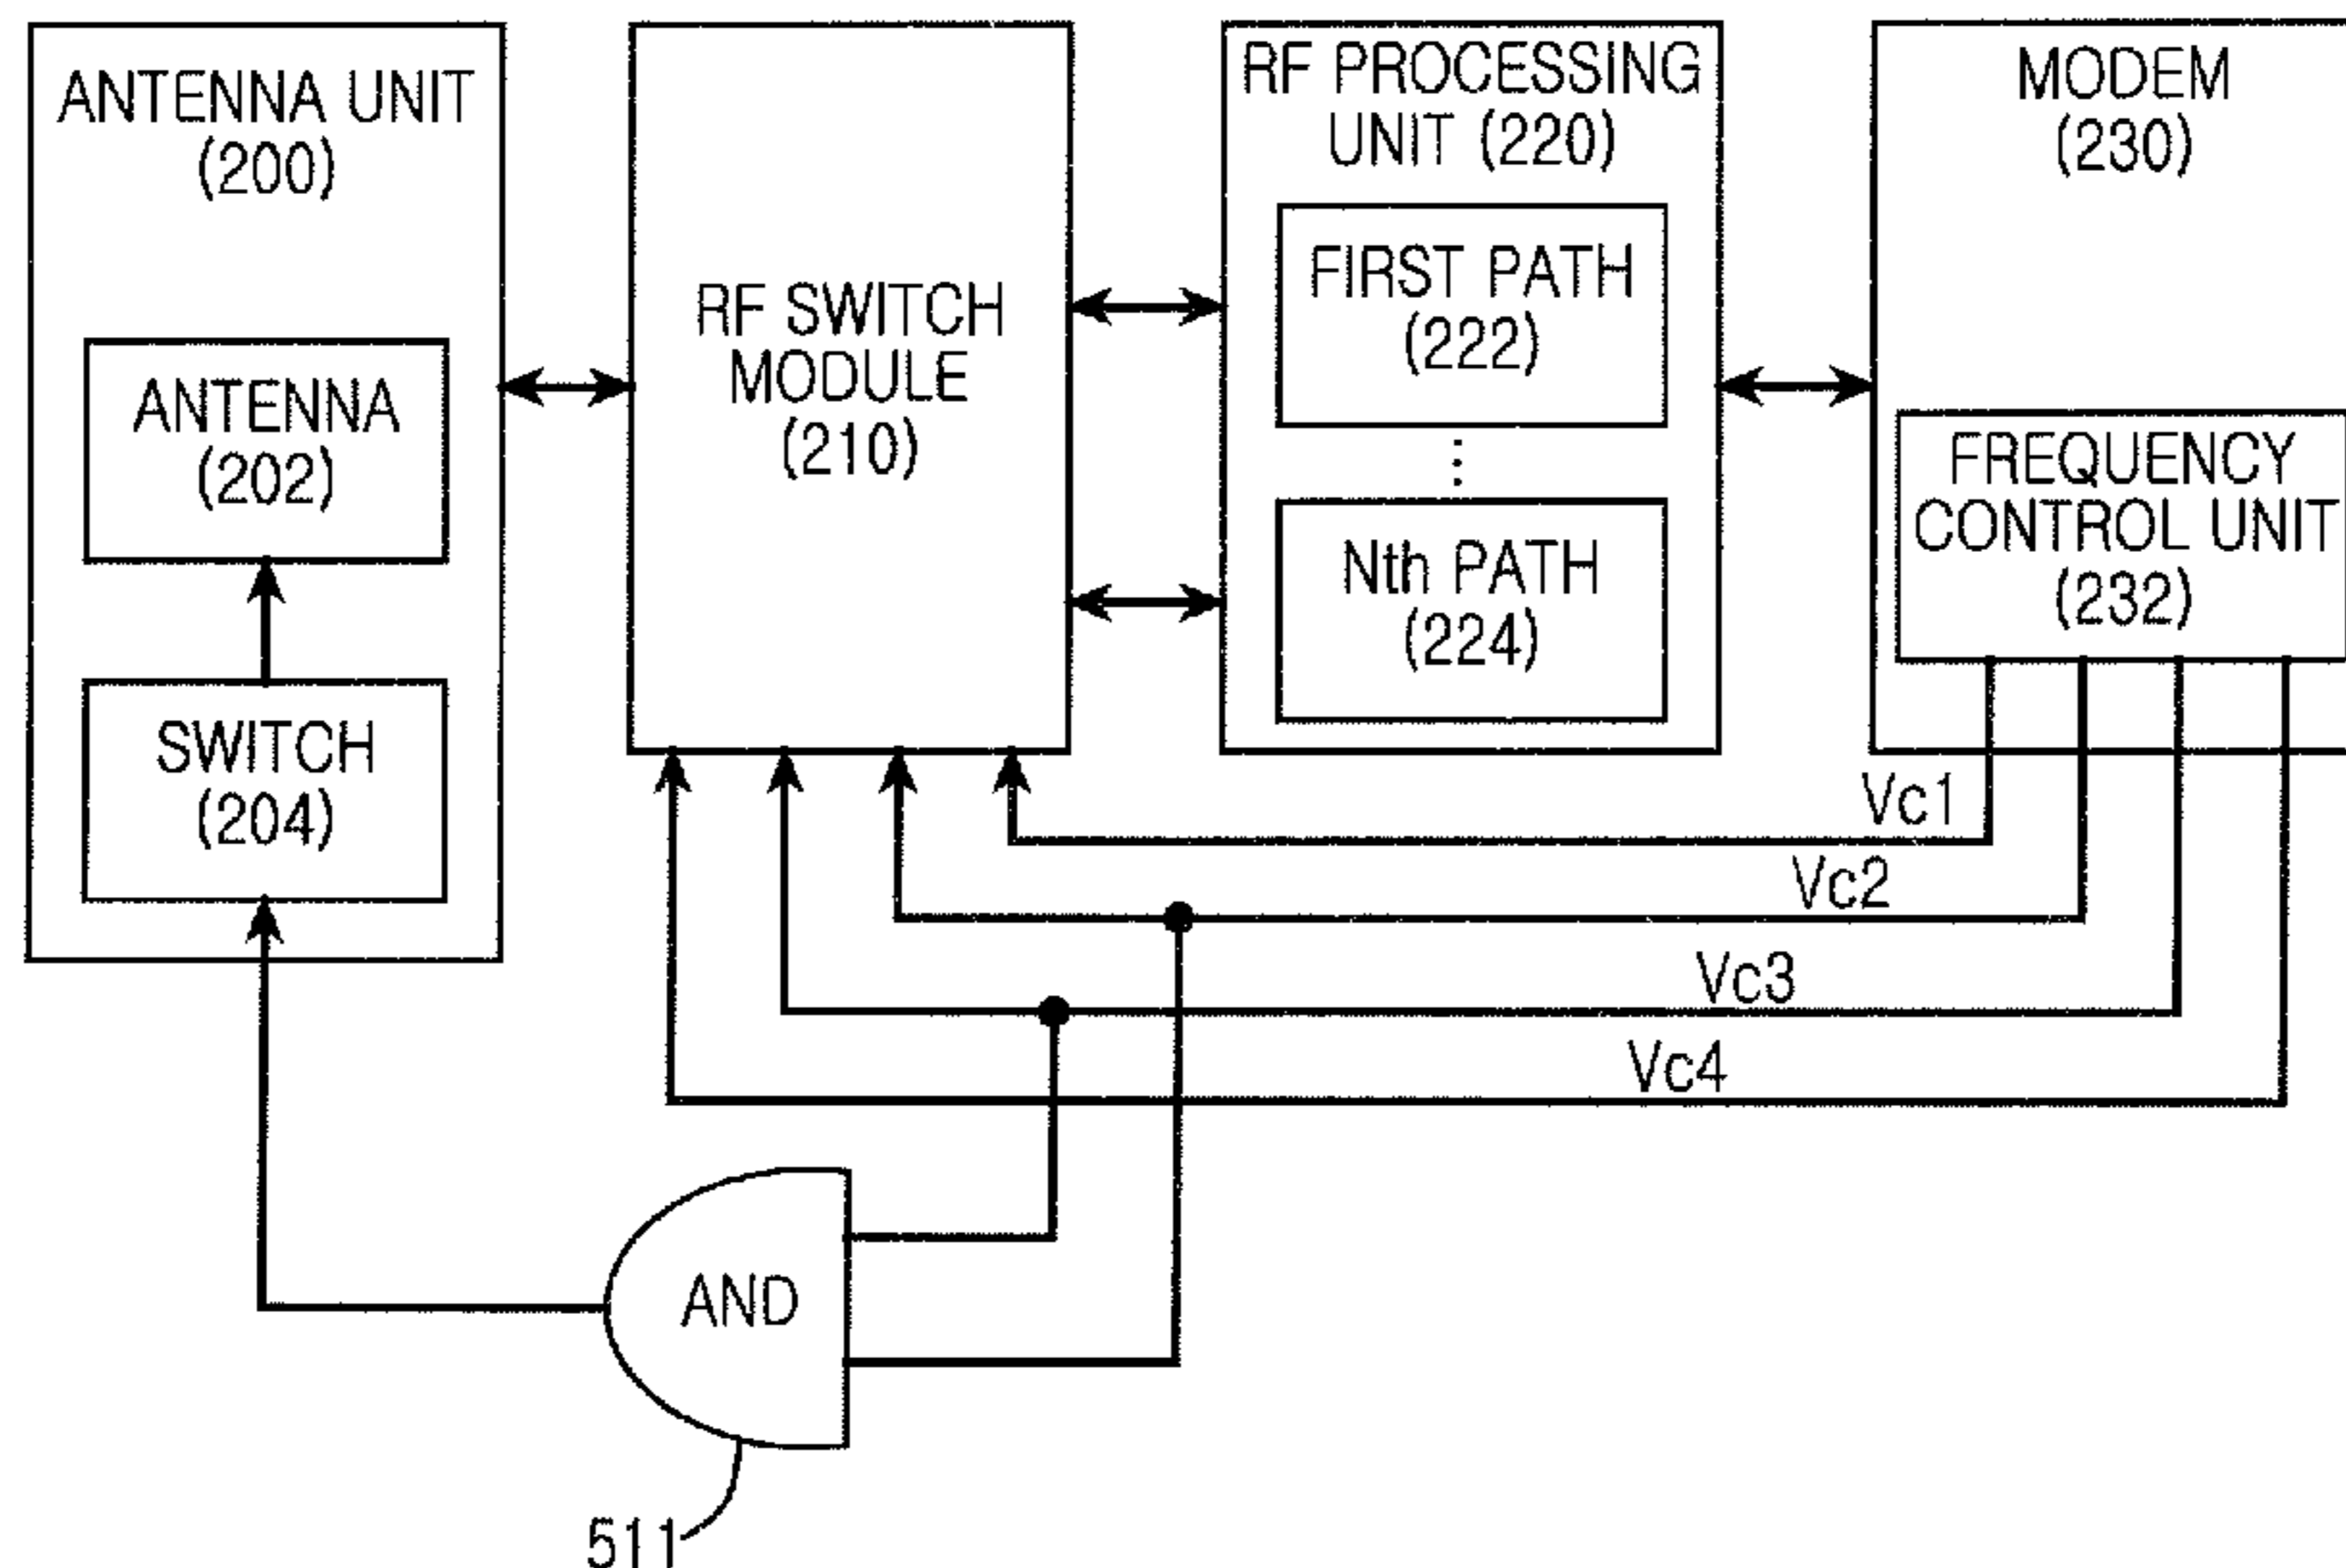 ANTENNA UNIT
(200)
ANTENNA
(202)
SWITCH
(204)
RF SWITCH
MODULE
(210)
RF PROCESSING
UNIT (220)
FIRST PATH
(222)
⋮
Nth PATH
(224)
MODEM
(230)
FREQUENCY
CONTROL UNIT
(232)
Vc1
Vc2
Vc3
Vc4
AND
511